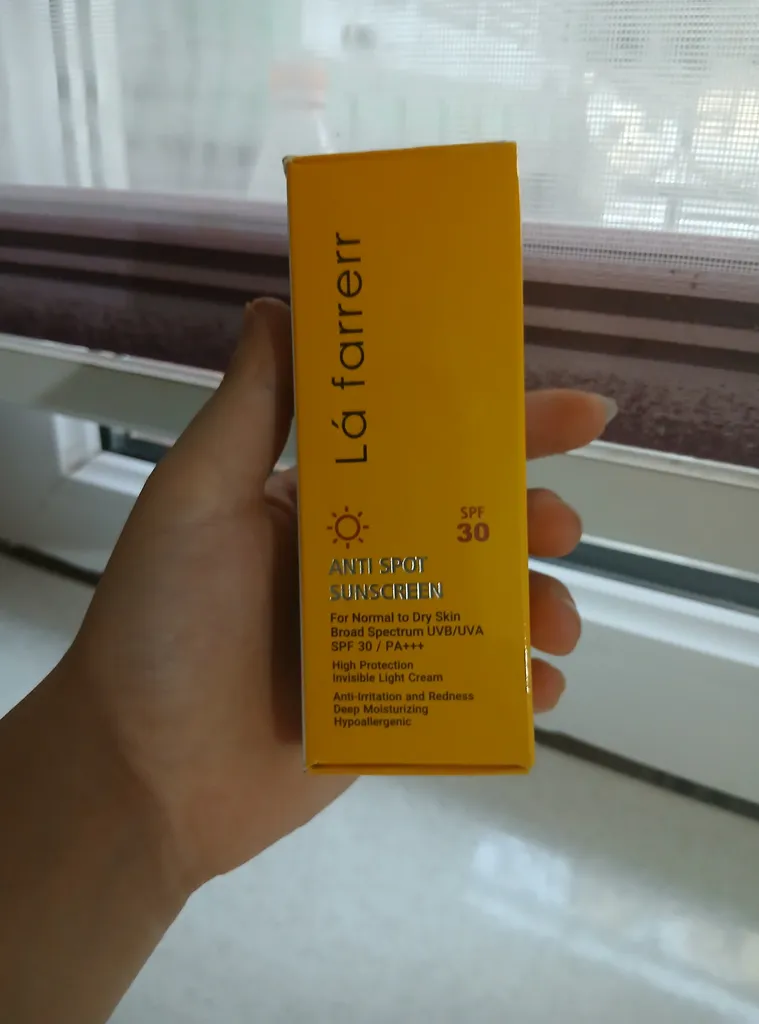 Lá farrerr
SPF
30
ANTI SPOT
SUNSCREEN
For Normal to Dry Skin
Broad Spectrum UVB/UVA
SPF 30 / PA+++
High Protection
Invisible Light Cream
Anti-Irritation and Redness
Deep Moisturizing
Hypoallergenic